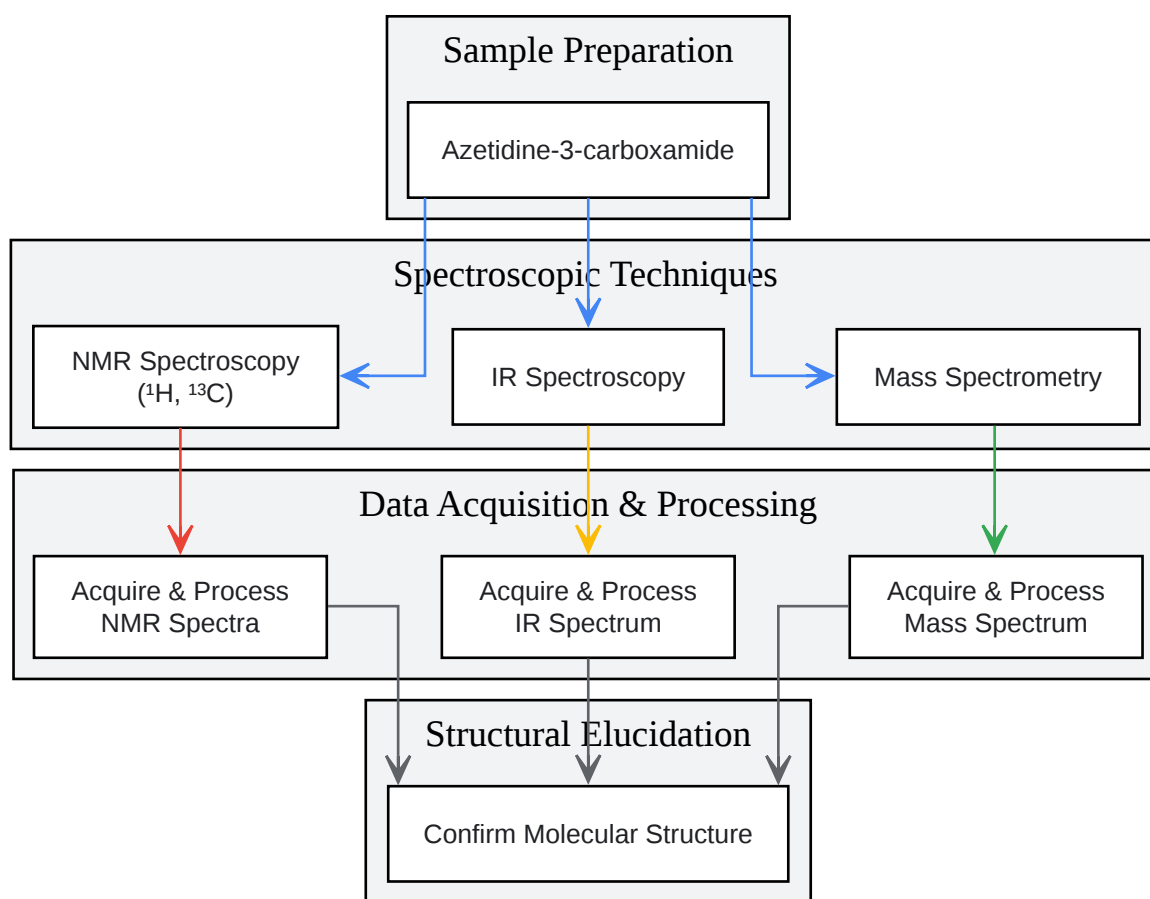 Sample Preparation
Azetidine-3-carboxamide
Spectroscopic Techniques
NMR Spectroscopy
(¹H, ¹³C)
IR Spectroscopy
Mass Spectrometry
Data Acquisition & Processing
Acquire & Process
NMR Spectra
Acquire & Process
IR Spectrum
Acquire & Process
Mass Spectrum
Structural Elucidation
Confirm Molecular Structure